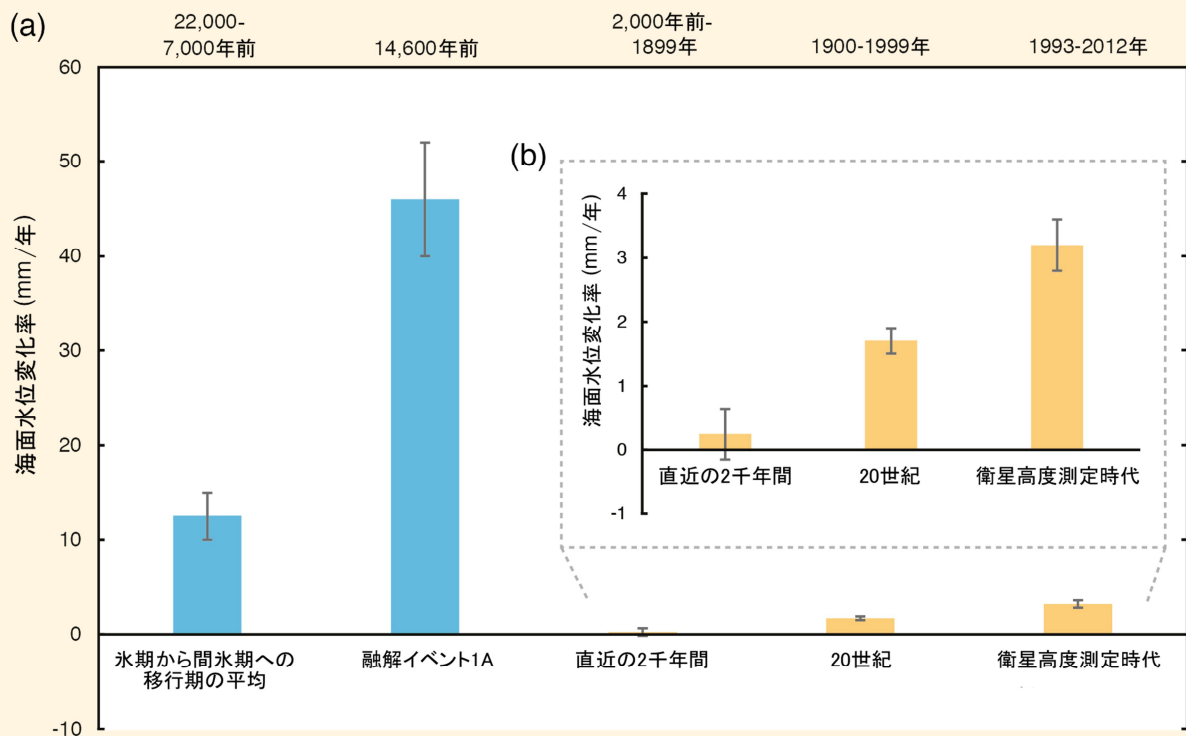 (a)
22,000-
7,000年前
14,600年前
2,000年前-
1899年
1900-1999年
1993-2012年
海面水位変化率 (mm/年)
60
50
40
30
20
10
0
-10
氷期から間氷期への
移行期の平均
融解イベント1A
直近の2千年間
20世紀
衛星高度測定時代
(b)
海面水位変化率 (mm/年)
4
3
2
1
0
-1
直近の2千年間
20世紀
衛星高度測定時代